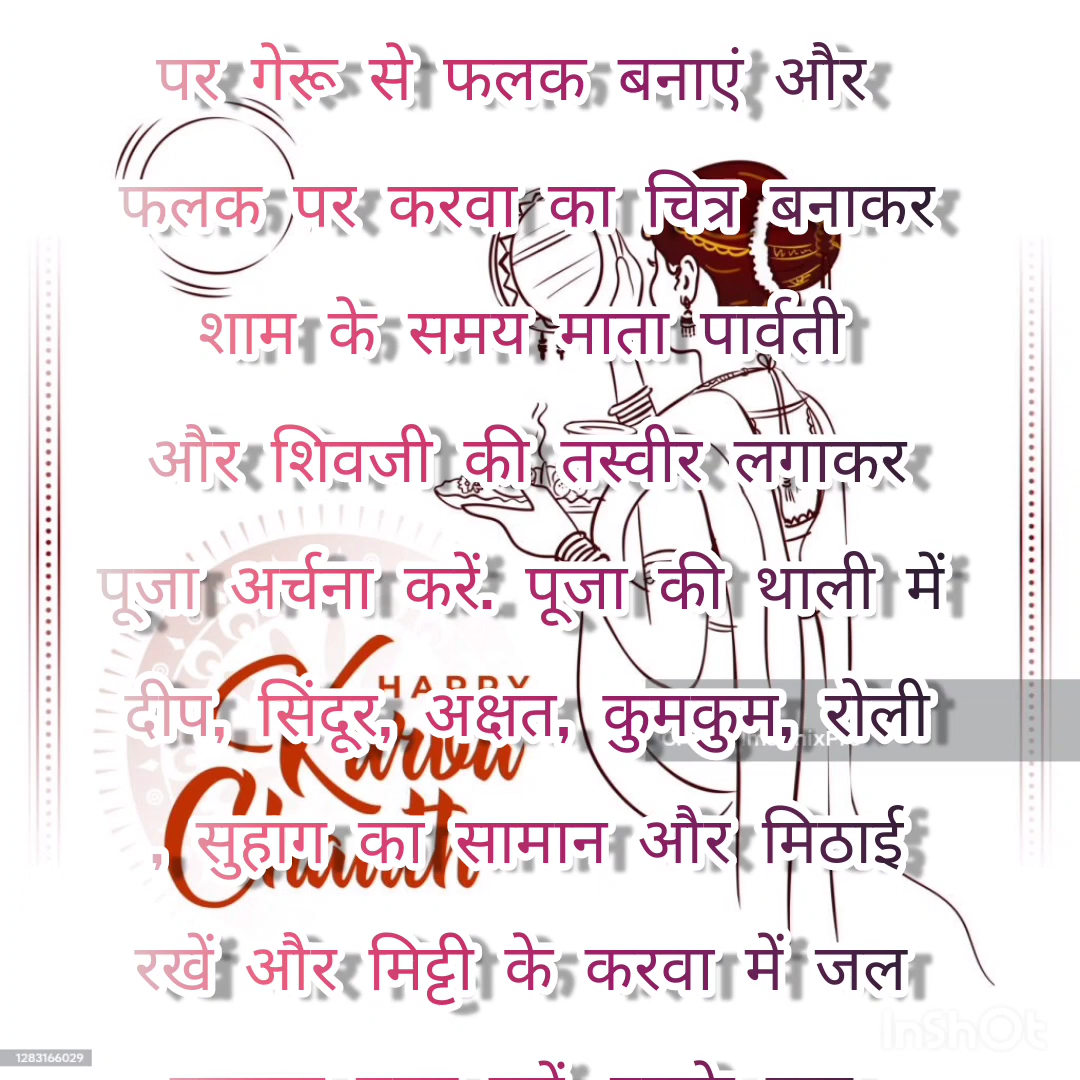 पर गेरू से फलक बनाएं और
फलक पर करवा का चित्र बनाकर
शाम के समय माता पार्वती
और शिवजी की तस्वीर लगाकर
पूजा अर्चना करें. पूजा की थाली में
HAPPY
दीप, सिंदूर, अक्षत, कुमकुम, रोली
Karwa
, सुहाग का सामान और मिठाई
Chauth
रखें और मिट्टी के करवा में जल
InShOt
1283166029